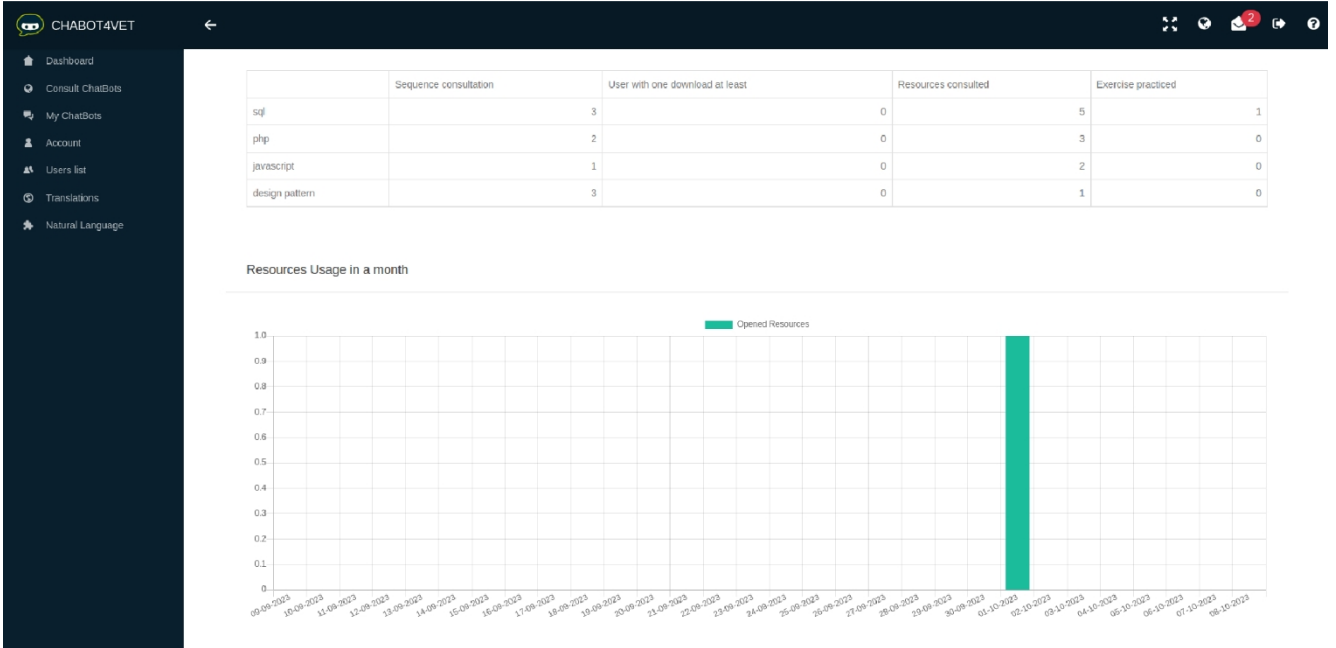 CHABOT4VET
2
Dashboard
Consult ChatBots
My ChatBots
Account
Users list
Translations
Natural Language
Sequence consultation User with one download at least Resources consulted Exercise practiced
sql 3 0 5 1
php 2 0 3 0
javascript 1 0 2 0
design pattern 3 0 1 0
Resources Usage in a month
Opened Resources
1.0
0.9
0.8
0.7
0.6
0.5
0.4
0.3
0.2
0.1
0
09-09-2023 10-09-2023 11-09-2023 12-09-2023 13-09-2023 14-09-2023 15-09-2023 16-09-2023 17-09-2023 18-09-2023 19-09-2023 20-09-2023 21-09-2023 22-09-2023 23-09-2023 24-09-2023 25-09-2023 26-09-2023 27-09-2023 28-09-2023 29-09-2023 30-09-2023 01-10-2023 02-10-2023 03-10-2023 04-10-2023 05-10-2023 06-10-2023 07-10-2023 08-10-2023